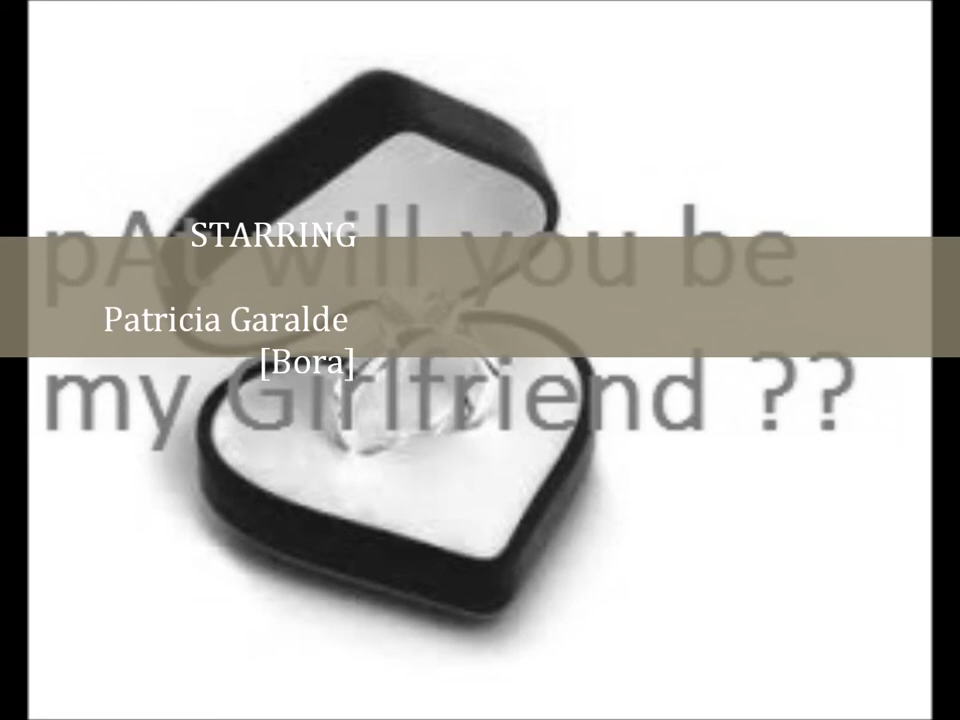 STARRING
pAt will you be
Patricia Garalde
[Bora]
my Girlfriend ??